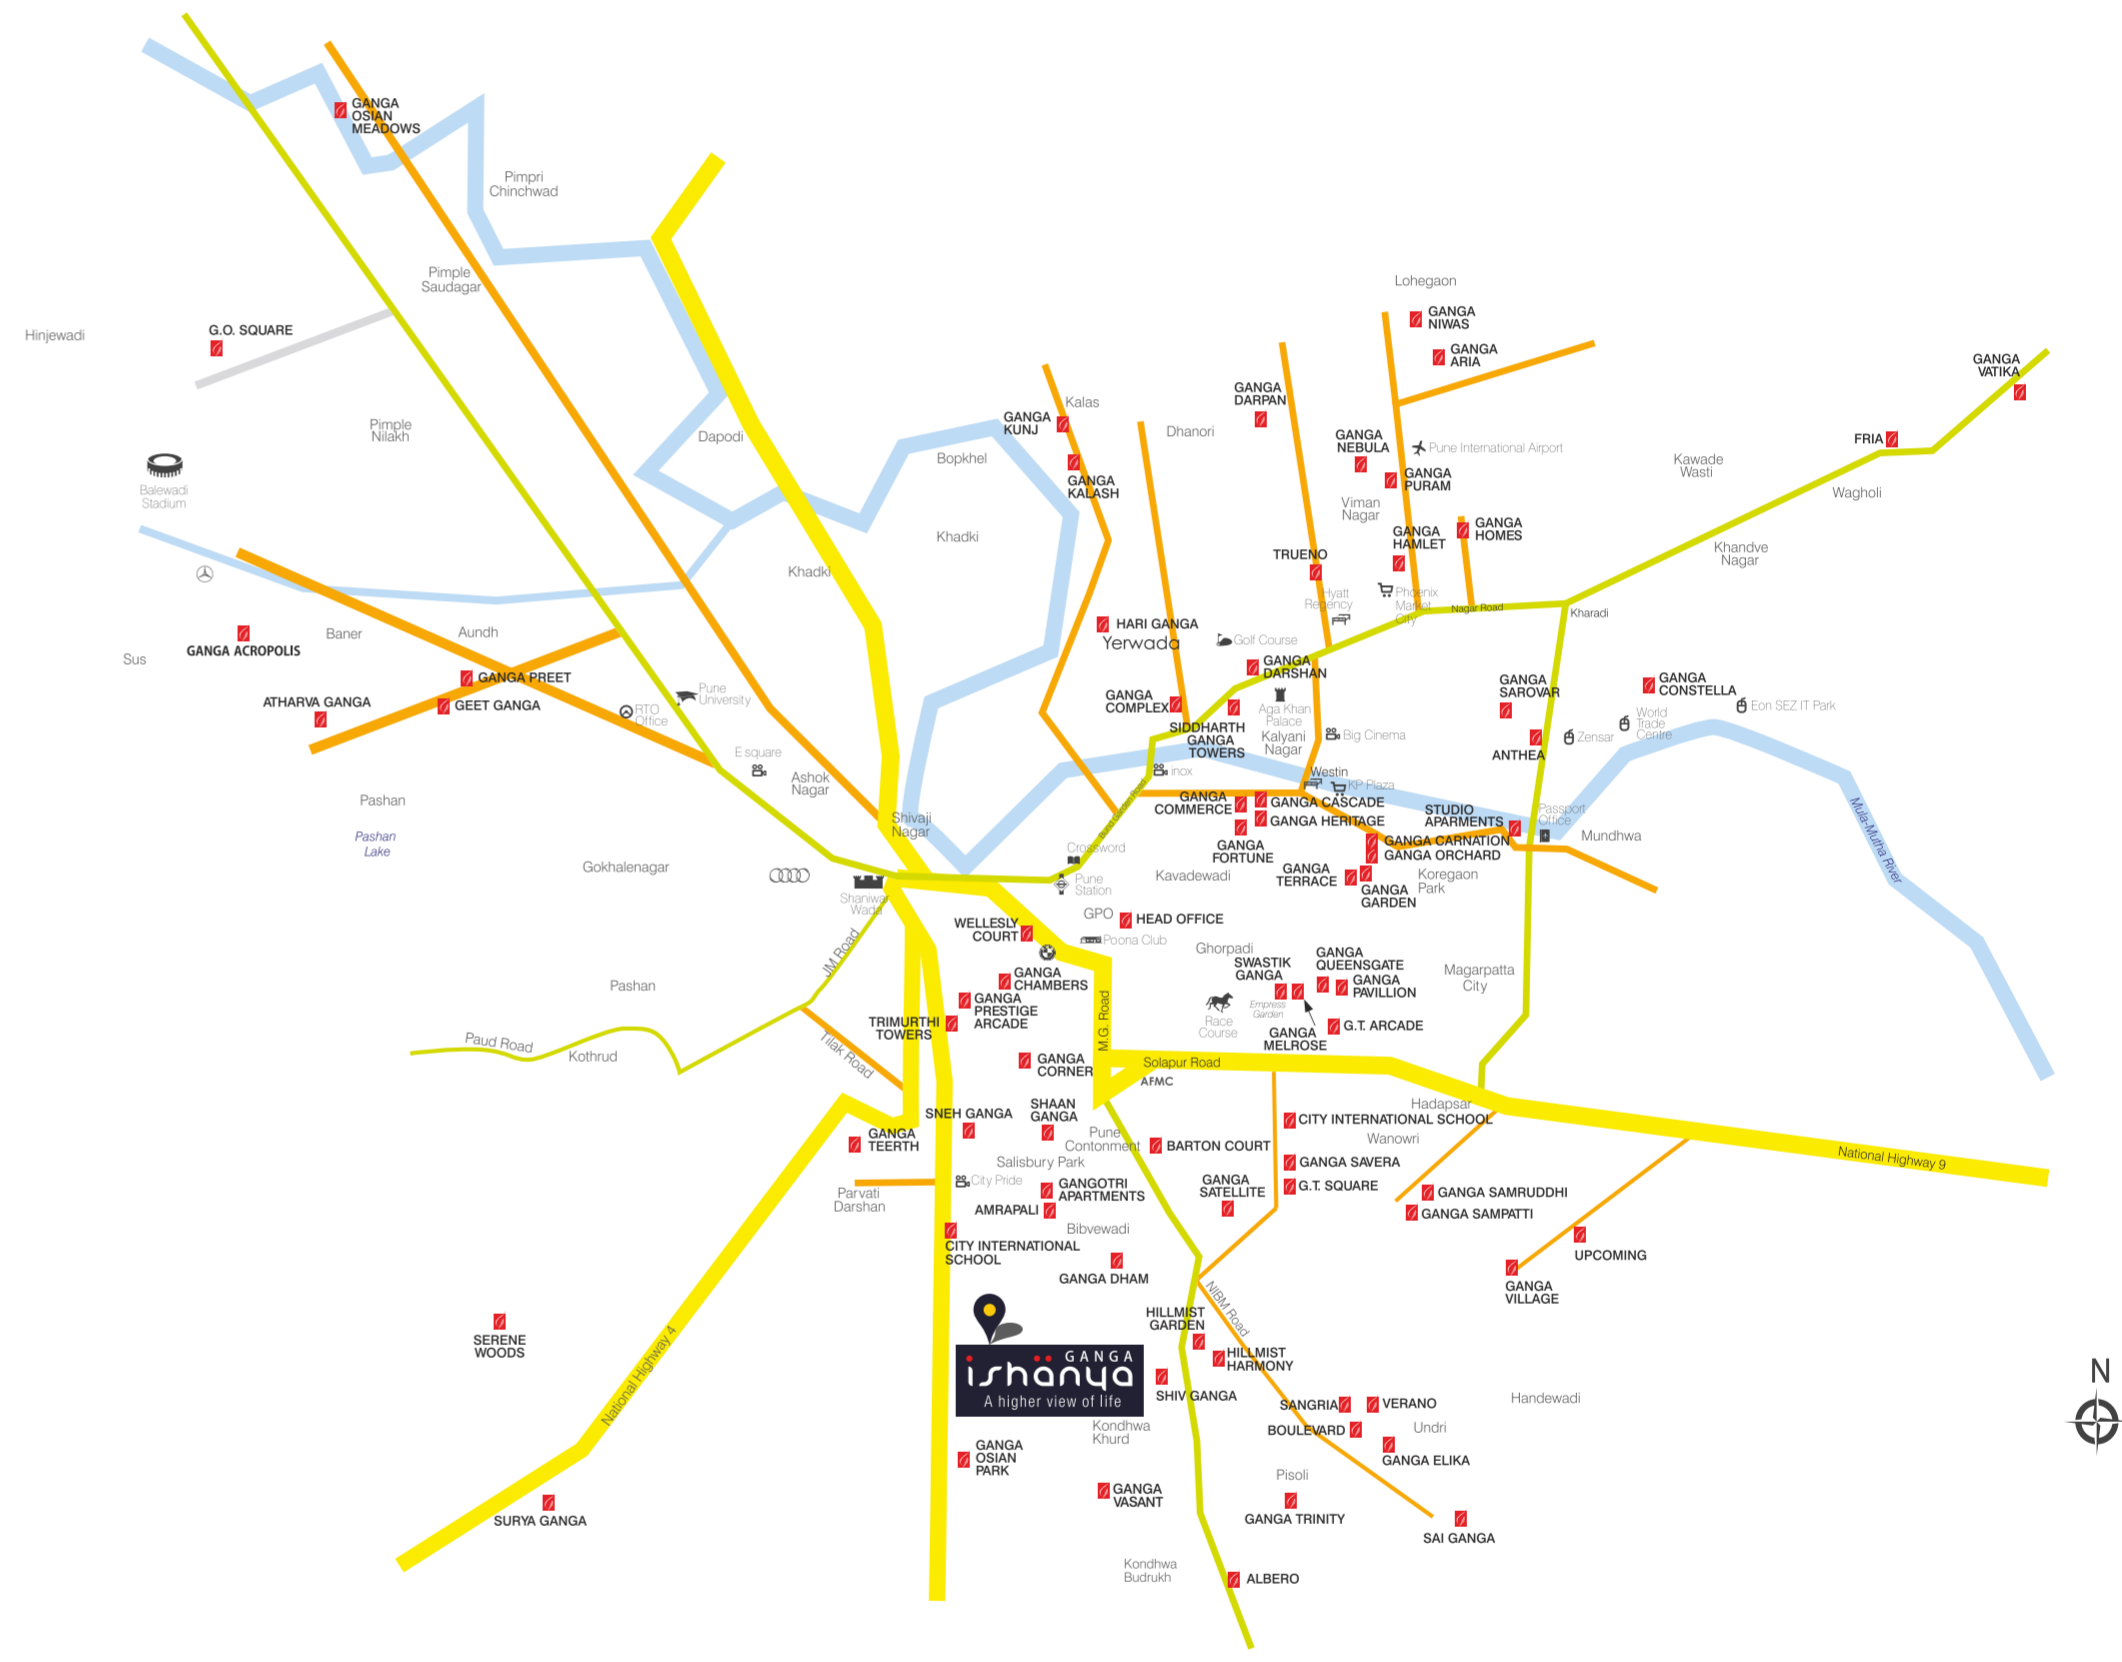 GANGA
OSIAN
MEADOWS
Pimpri
Chinchwad
Pimple
Saudagar
Lohegaon
GANGA
NIWAS
G.O. SQUARE
Hinjewadi
GANGA
ARIA
GANGA
VATIKA
GANGA
DARPAN
Kalas
GANGA
KUNJ
Dhanori
Pimple
Nilakh
Dapodi
GANGA
NEBULA
Pune International Airport
FRIA
Bopkhel
Kawade
Wasti
GANGA
KALASH
GANGA
PURAM
Wagholi
Balewadi
Stadium
Viman
Nagar
GANGA
HOMES
GANGA
HAMLET
Khadki
Khandve
Nagar
TRUENO
Khadki
Hyatt
Regency
Phoenix
Market
City
Nagar Road
Kharadi
HARI GANGA
Yerwada
Golf Course
Baner
Aundh
GANGA ACROPOLIS
Sus
GANGA
DARSHAN
GANGA PREET
GANGA
SAROVAR
GANGA
CONSTELLA
ATHARVA GANGA
GEET GANGA
Pune
University
RTO
Office
GANGA
COMPLEX
Aga Khan
Palace
Eon SEZ IT Park
World
Trade
Centre
SIDDHARTH
GANGA
TOWERS
Kalyani
Nagar
Big Cinema
Zensar
ANTHEA
E square
inox
Westin
KP Plaza
Ashok
Nagar
Pashan
Bund Garden Road
GANGA
COMMERCE
GANGA CASCADE
GANGA HERITAGE
STUDIO
APARMENTS
Passport
Office
Mula-Mutha River
Shivaji
Nagar
Pashan
Lake
Mundhwa
GANGA
FORTUNE
GANGA CARNATION
GANGA ORCHARD
Crossword
Gokhalenagar
GANGA
TERRACE
Kavadewadi
Koregaon
Park
Pune
Station
GANGA
GARDEN
Shaniwar
Wada
GPO
HEAD OFFICE
WELLESLY
COURT
Poona Club
JM Road
Ghorpadi
GANGA
QUEENSGATE
SWASTIK
GANGA
Magarpatta
City
GANGA
CHAMBERS
GANGA
PAVILLION
Pashan
GANGA
PRESTIGE
ARCADE
Empress
Garden
TRIMURTHI
TOWERS
Race
Course
GANGA
MELROSE
G.T. ARCADE
M.G. Road
Paud Road
Kothrud
Tilak Road
GANGA
CORNER
Solapur Road
AFMC
Hadapsar
SNEH GANGA
SHAAN
GANGA
CITY INTERNATIONAL SCHOOL
GANGA
TEERTH
Pune
Contonment
BARTON COURT
Wanowri
National Highway 9
Salisbury Park
GANGA SAVERA
City Pride
GANGOTRI
APARTMENTS
GANGA
SATELLITE
G.T. SQUARE
GANGA SAMRUDDHI
Parvati
Darshan
AMRAPALI
GANGA SAMPATTI
Bibvewadi
CITY INTERNATIONAL
SCHOOL
UPCOMING
GANGA DHAM
GANGA
VILLAGE
NIBM Road
HILLMIST
GARDEN
SERENE
WOODS
National Highway 4
GANGA
ishanya
A higher view of life
HILLMIST
HARMONY
SHIV GANGA
SANGRIA
VERANO
Handewadi
N
Kondhwa
Khurd
BOULEVARD
Undri
GANGA
OSIAN
PARK
GANGA ELIKA
Pisoli
GANGA
VASANT
SURYA GANGA
GANGA TRINITY
SAI GANGA
Kondhwa
Budrukh
ALBERO